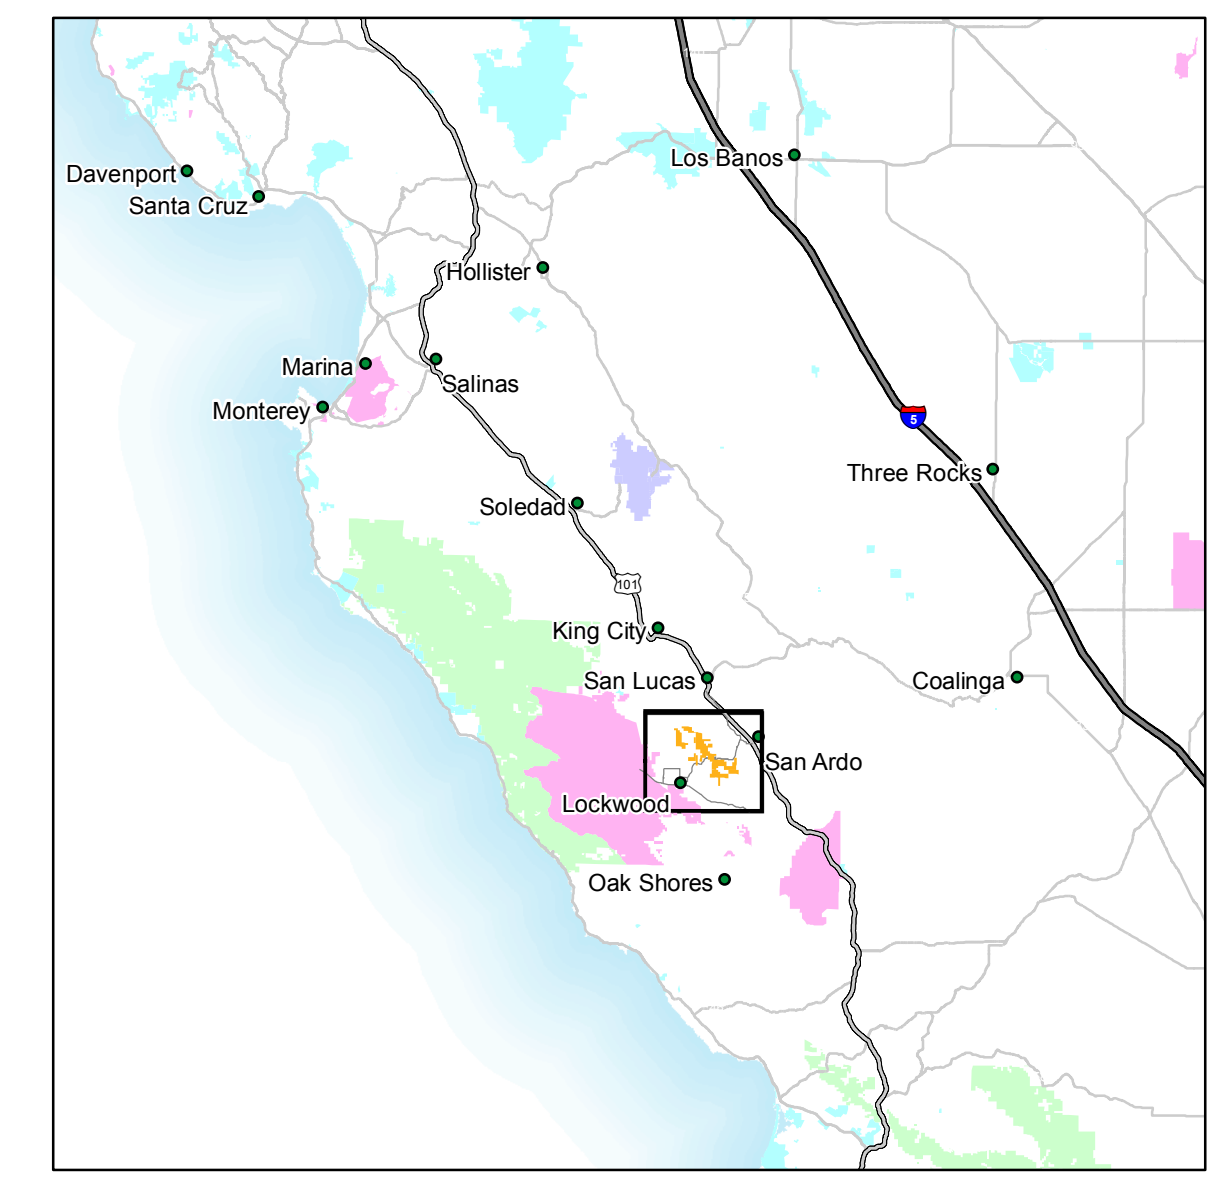 Los Banos
Davenport
Santa Cruz
Hollister
Marina
Salinas
Monterey
5
Three Rocks
Soledad
101
King City
San Lucas
Coalinga
San Ardo
Lockwood
Oak Shores